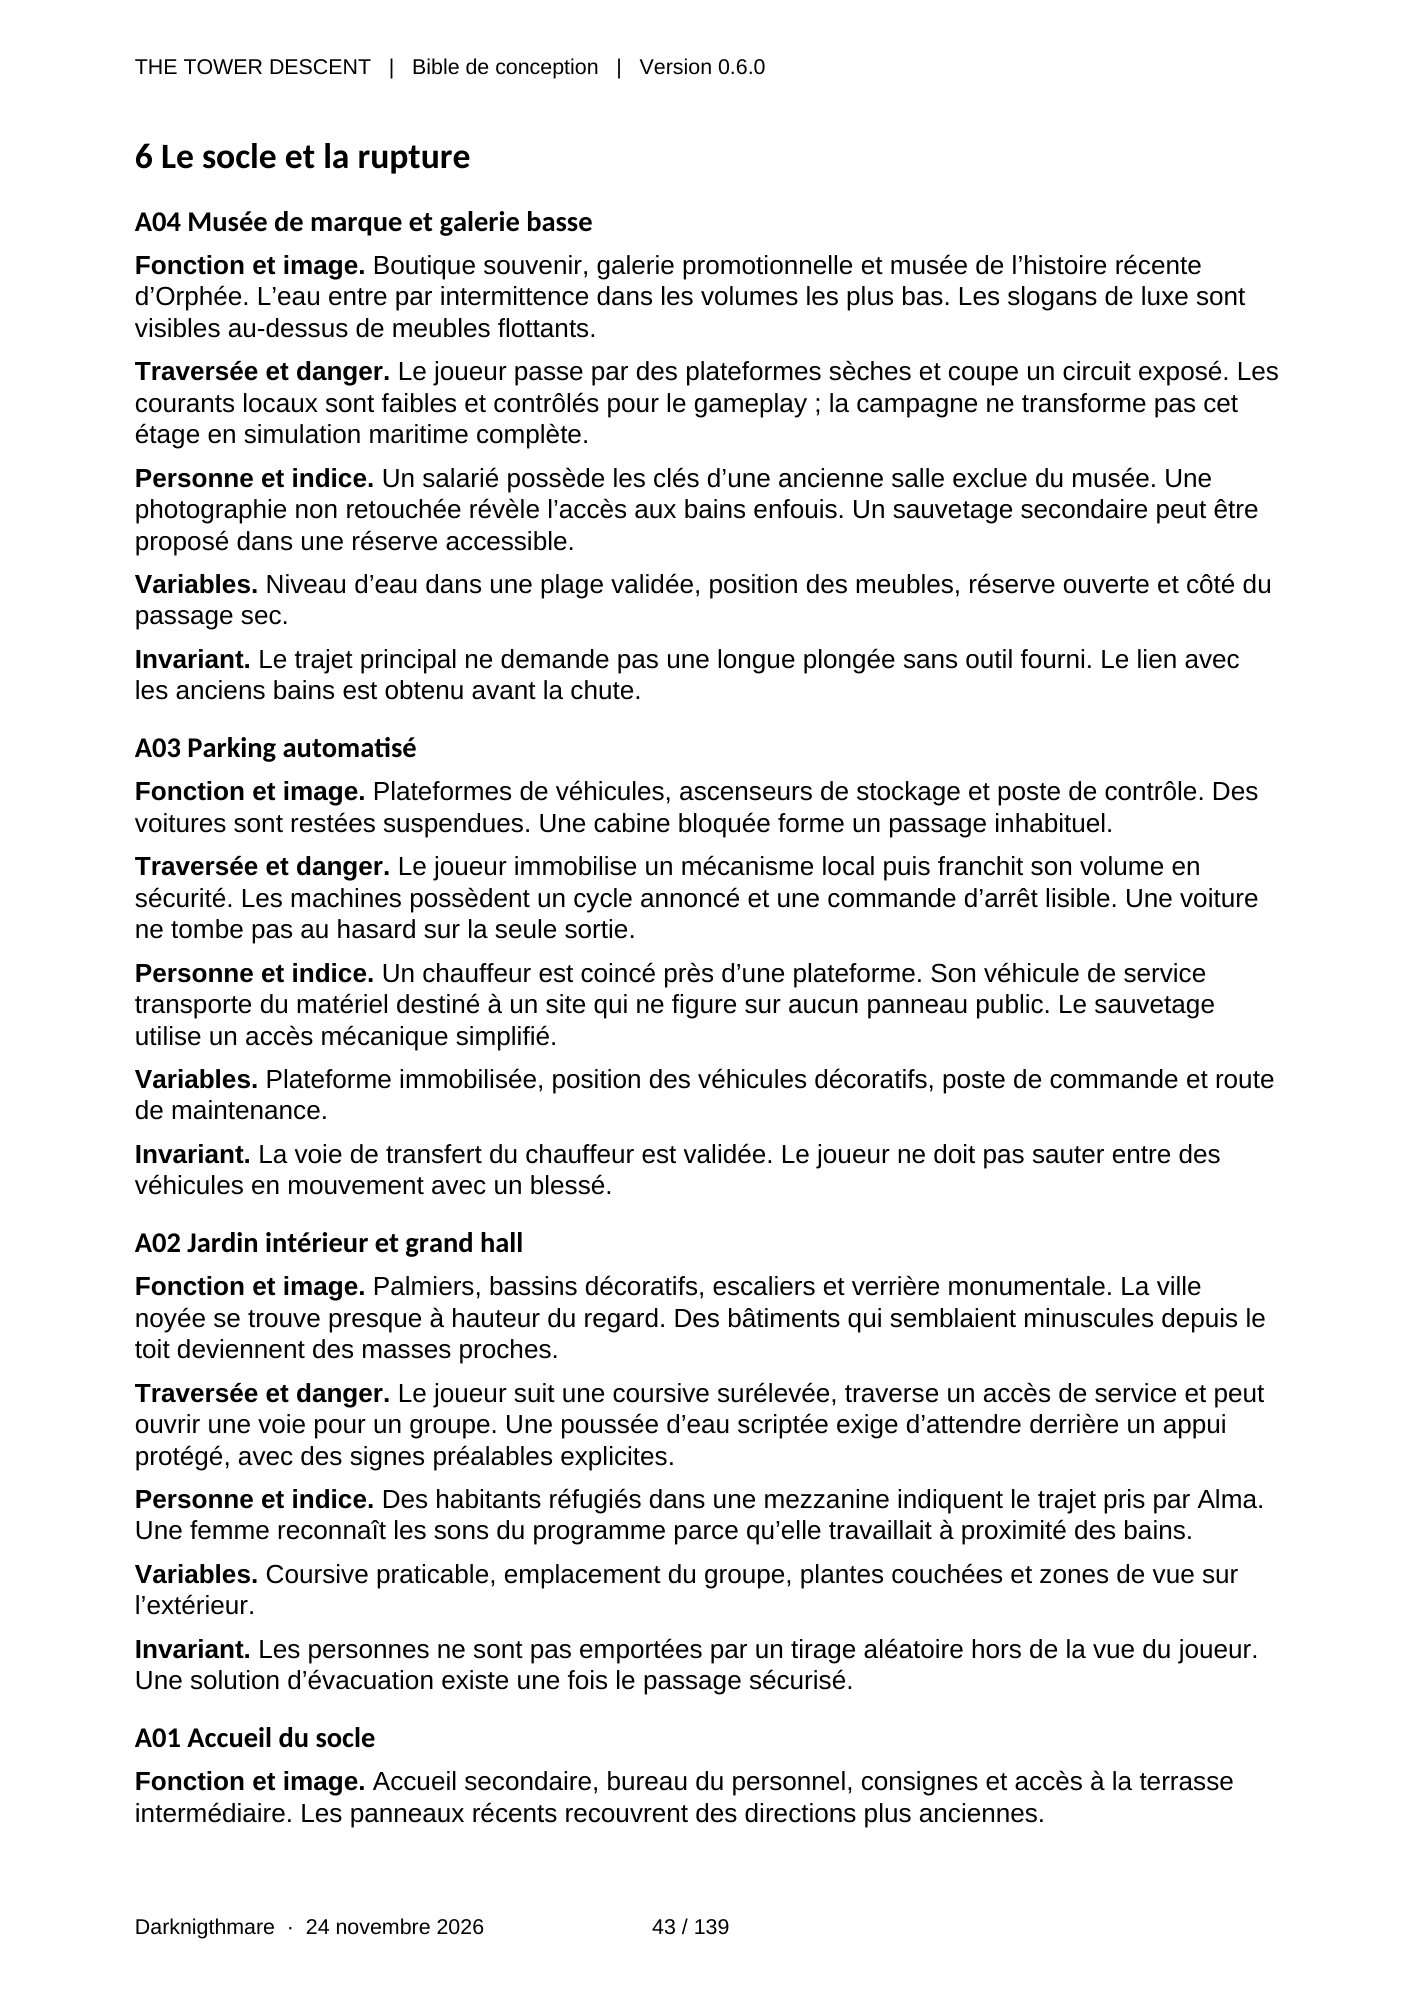 THE TOWER DESCENT | Bible de conception | Version 0.6.0
6 Le socle et la rupture
A04 Musée de marque et galerie basse
Fonction et image. Boutique souvenir, galerie promotionnelle et musée de l’histoire récente
d’Orphée. L’eau entre par intermittence dans les volumes les plus bas. Les slogans de luxe sont
visibles au-dessus de meubles flottants.
Traversée et danger. Le joueur passe par des plateformes sèches et coupe un circuit exposé. Les
courants locaux sont faibles et contrôlés pour le gameplay ; la campagne ne transforme pas cet
étage en simulation maritime complète.
Personne et indice. Un salarié possède les clés d’une ancienne salle exclue du musée. Une
photographie non retouchée révèle l’accès aux bains enfouis. Un sauvetage secondaire peut être
proposé dans une réserve accessible.
Variables. Niveau d’eau dans une plage validée, position des meubles, réserve ouverte et côté du
passage sec.
Invariant. Le trajet principal ne demande pas une longue plongée sans outil fourni. Le lien avec
les anciens bains est obtenu avant la chute.
A03 Parking automatisé
Fonction et image. Plateformes de véhicules, ascenseurs de stockage et poste de contrôle. Des
voitures sont restées suspendues. Une cabine bloquée forme un passage inhabituel.
Traversée et danger. Le joueur immobilise un mécanisme local puis franchit son volume en
sécurité. Les machines possèdent un cycle annoncé et une commande d’arrêt lisible. Une voiture
ne tombe pas au hasard sur la seule sortie.
Personne et indice. Un chauffeur est coincé près d’une plateforme. Son véhicule de service
transporte du matériel destiné à un site qui ne figure sur aucun panneau public. Le sauvetage
utilise un accès mécanique simplifié.
Variables. Plateforme immobilisée, position des véhicules décoratifs, poste de commande et route
de maintenance.
Invariant. La voie de transfert du chauffeur est validée. Le joueur ne doit pas sauter entre des
véhicules en mouvement avec un blessé.
A02 Jardin intérieur et grand hall
Fonction et image. Palmiers, bassins décoratifs, escaliers et verrière monumentale. La ville
noyée se trouve presque à hauteur du regard. Des bâtiments qui semblaient minuscules depuis le
toit deviennent des masses proches.
Traversée et danger. Le joueur suit une coursive surélevée, traverse un accès de service et peut
ouvrir une voie pour un groupe. Une poussée d’eau scriptée exige d’attendre derrière un appui
protégé, avec des signes préalables explicites.
Personne et indice. Des habitants réfugiés dans une mezzanine indiquent le trajet pris par Alma.
Une femme reconnaît les sons du programme parce qu’elle travaillait à proximité des bains.
Variables. Coursive praticable, emplacement du groupe, plantes couchées et zones de vue sur
l’extérieur.
Invariant. Les personnes ne sont pas emportées par un tirage aléatoire hors de la vue du joueur.
Une solution d’évacuation existe une fois le passage sécurisé.
A01 Accueil du socle
Fonction et image. Accueil secondaire, bureau du personnel, consignes et accès à la terrasse
intermédiaire. Les panneaux récents recouvrent des directions plus anciennes.
Darknigthmare · 24 novembre 2026 43 / 139